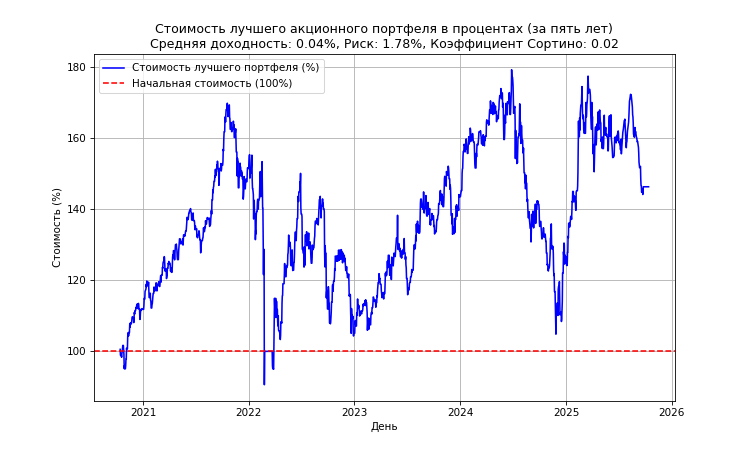 Стоимость лучшего акционного портфеля в процентах (за пять лет)
Средняя доходность: 0.04%, Риск: 1.78%, Коэффициент Сортино: 0.02
Стоимость лучшего портфеля (%)
Начальная стоимость (100%)
Стоимость (%)
180
160
140
120
100
2021 2022 2023 2024 2025 2026
День